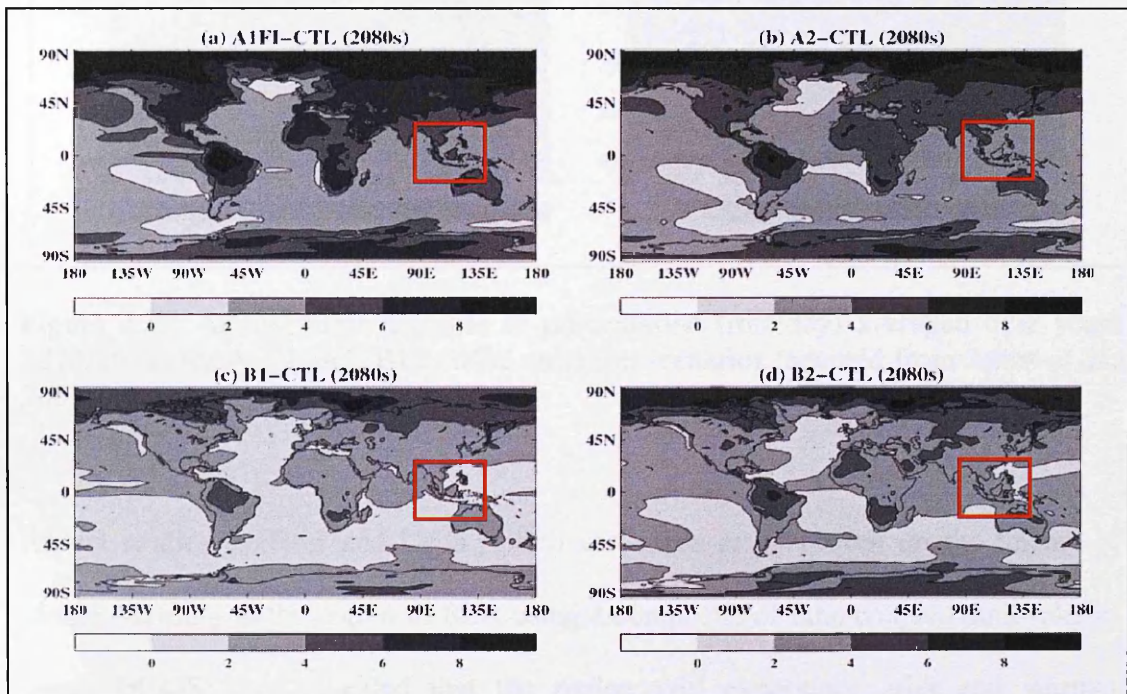 (a) A1FI–CTL (2080s)
90N
45N
0
45S
90S
180 135W 90W 45W 0 45E 90E 135E 180
0 2 4 6 8
(b) A2–CTL (2080s)
90N
45N
0
45S
90S
180 135W 90W 45W 0 45E 90E 135E 180
0 2 4 6 8
(c) B1–CTL (2080s)
90N
45N
0
45S
90S
180 135W 90W 45W 0 45E 90E 135E 180
0 2 4 6 8
(d) B2–CTL (2080s)
90N
45N
0
45S
90S
180 135W 90W 45W 0 45E 90E 135E 180
0 2 4 6 8